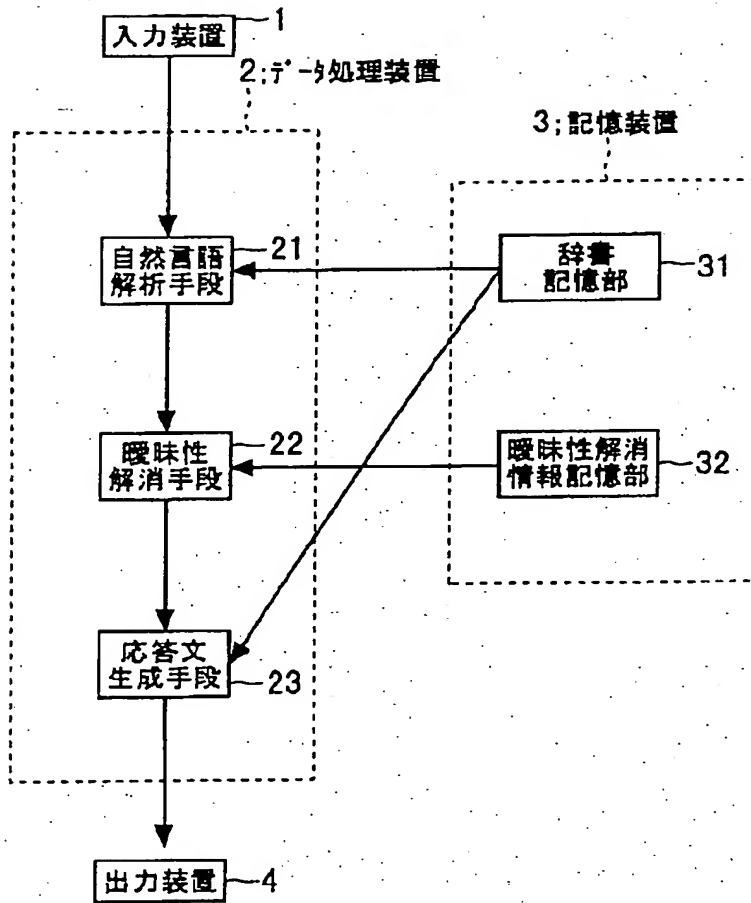 入力装置
1
2;ﾃﾞｰﾀ処理装置
3;記憶装置
自然言語
解析手段
21
辞書
記憶部
31
曖昧性
解消手段
22
曖昧性解消
情報記憶部
32
応答文
生成手段
23
出力装置
4